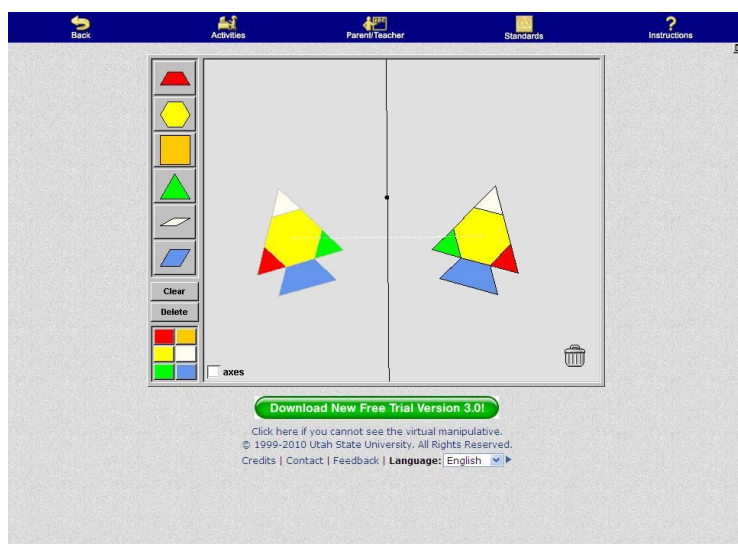 Back Activities Parent/Teacher Standards Instructions
Clear
Delete
axes
Download New Free Trial Version 3.0!
Click here if you cannot see the virtual manipulative.
© 1999-2010 Utah State University. All Rights Reserved.
Credits | Contact | Feedback | Language: English